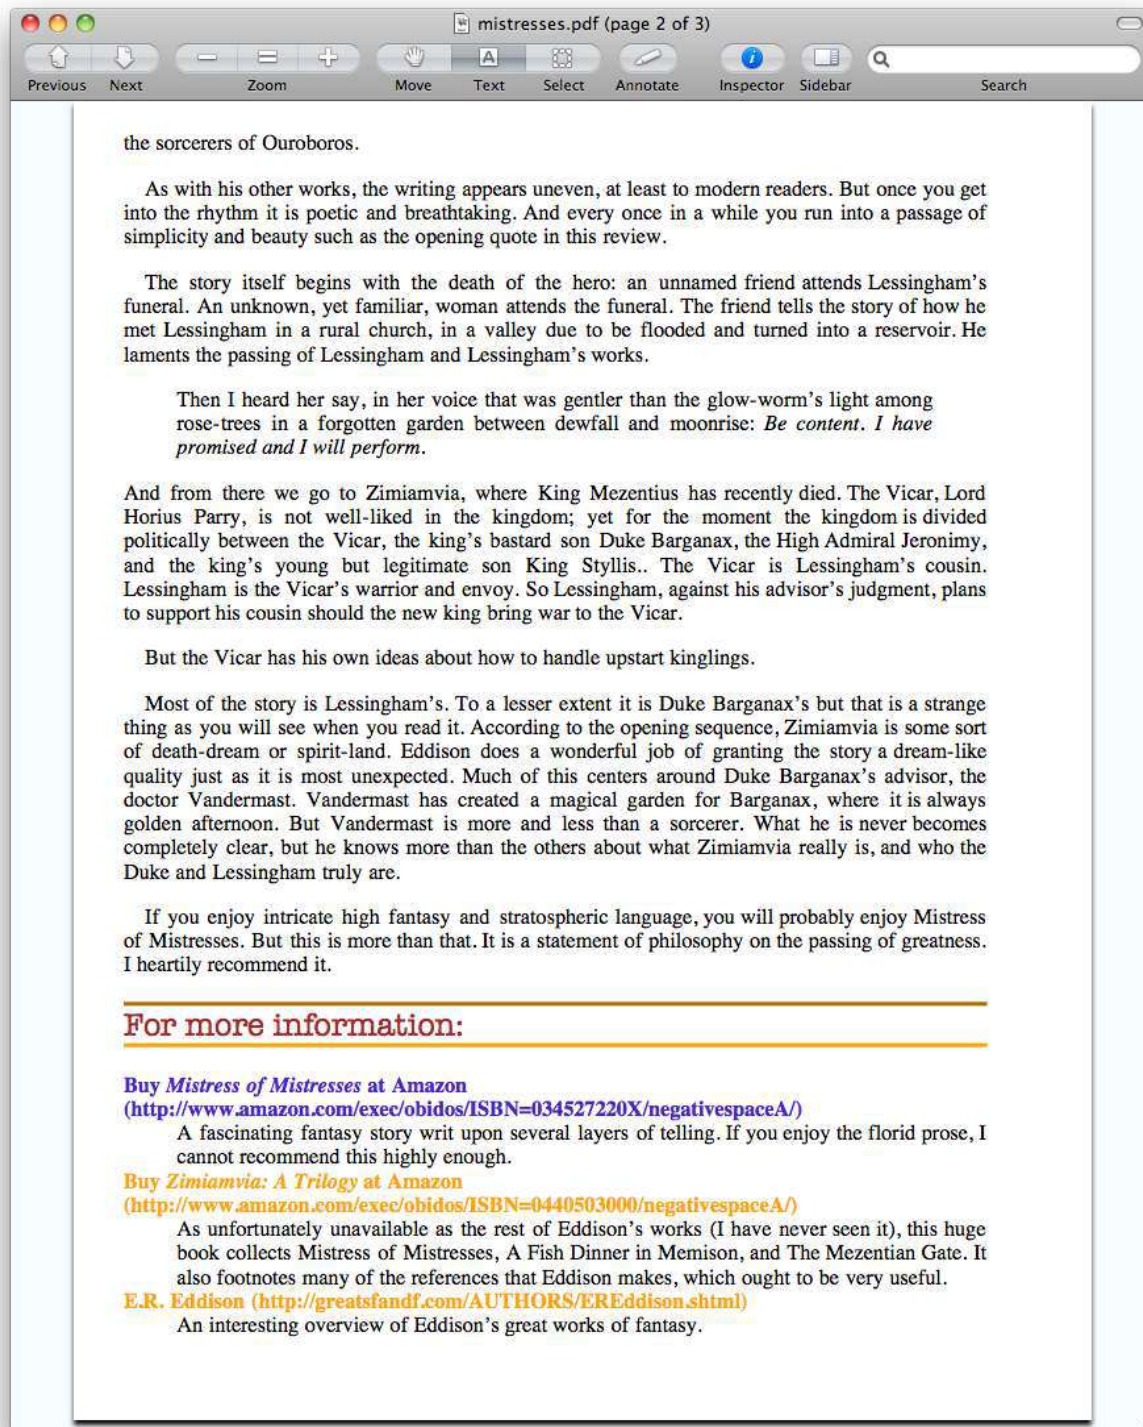 mistresses.pdf (page 2 of 3)
Previous Next Zoom Move Text Select Annotate Inspector Sidebar Search
the sorcerers of Ouroboros.
As with his other works, the writing appears uneven, at least to modern readers. But once you get
into the rhythm it is poetic and breathtaking. And every once in a while you run into a passage of
simplicity and beauty such as the opening quote in this review.
The story itself begins with the death of the hero: an unnamed friend attends Lessingham's
funeral. An unknown, yet familiar, woman attends the funeral. The friend tells the story of how he
met Lessingham in a rural church, in a valley due to be flooded and turned into a reservoir. He
laments the passing of Lessingham and Lessingham's works.
Then I heard her say, in her voice that was gentler than the glow-worm's light among
rose-trees in a forgotten garden between dewfall and moonrise: Be content. I have
promised and I will perform.
And from there we go to Zimiamvia, where King Mezentius has recently died. The Vicar, Lord
Horius Parry, is not well-liked in the kingdom; yet for the moment the kingdom is divided
politically between the Vicar, the king's bastard son Duke Barganax, the High Admiral Jeronimy,
and the king's young but legitimate son King Styllis.. The Vicar is Lessingham's cousin.
Lessingham is the Vicar's warrior and envoy. So Lessingham, against his advisor's judgment, plans
to support his cousin should the new king bring war to the Vicar.
But the Vicar has his own ideas about how to handle upstart kinglings.
Most of the story is Lessingham's. To a lesser extent it is Duke Barganax's but that is a strange
thing as you will see when you read it. According to the opening sequence, Zimiamvia is some sort
of death-dream or spirit-land. Eddison does a wonderful job of granting the story a dream-like
quality just as it is most unexpected. Much of this centers around Duke Barganax's advisor, the
doctor Vandermast. Vandermast has created a magical garden for Barganax, where it is always
golden afternoon. But Vandermast is more and less than a sorcerer. What he is never becomes
completely clear, but he knows more than the others about what Zimiamvia really is, and who the
Duke and Lessingham truly are.
If you enjoy intricate high fantasy and stratospheric language, you will probably enjoy Mistress
of Mistresses. But this is more than that. It is a statement of philosophy on the passing of greatness.
I heartily recommend it.
For more information:
Buy Mistress of Mistresses at Amazon
(http://www.amazon.com/exec/obidos/ISBN=034527220X/negativespaceA/)
A fascinating fantasy story writ upon several layers of telling. If you enjoy the florid prose, I
cannot recommend this highly enough.
Buy Zimiamvia: A Trilogy at Amazon
(http://www.amazon.com/exec/obidos/ISBN=0440503000/negativespaceA/)
As unfortunately unavailable as the rest of Eddison's works (I have never seen it), this huge
book collects Mistress of Mistresses, A Fish Dinner in Memison, and The Mezentian Gate. It
also footnotes many of the references that Eddison makes, which ought to be very useful.
E.R. Eddison (http://greatsfandf.com/AUTHORS/EREddison.shtml)
An interesting overview of Eddison's great works of fantasy.